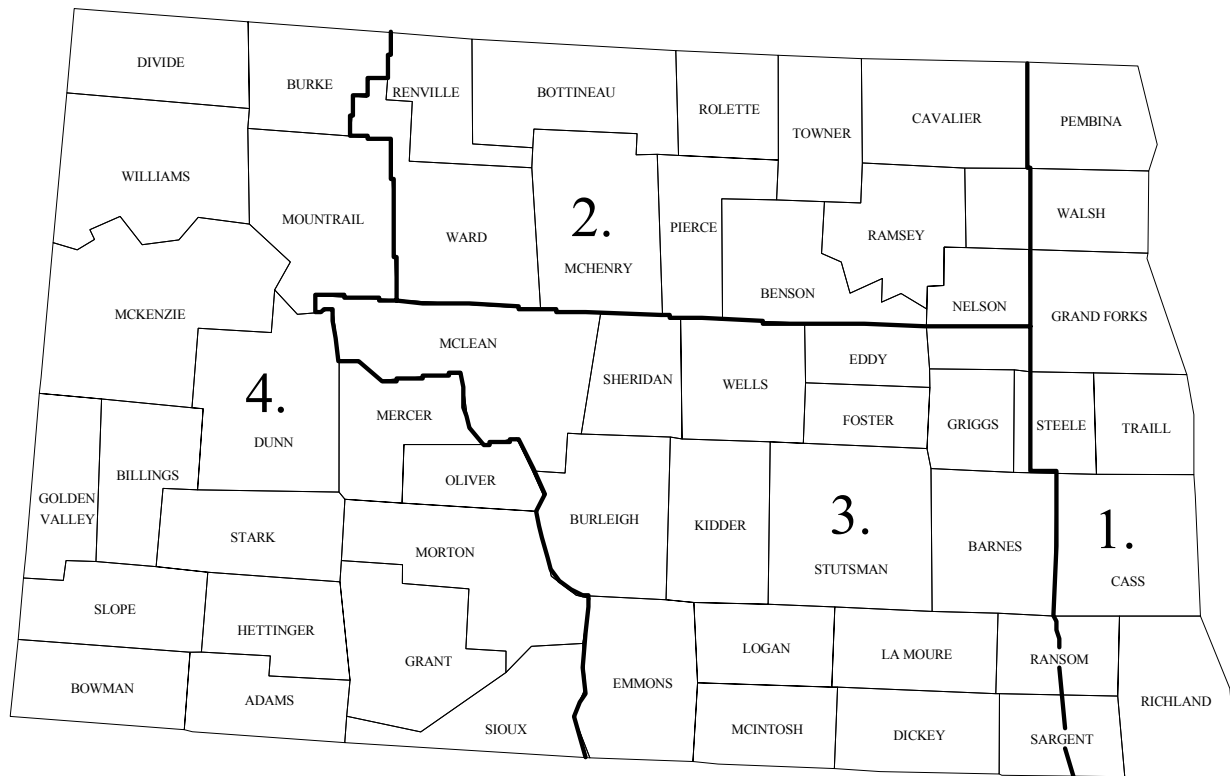 DIVIDE
BURKE
RENVILLE
BOTTINEAU
ROLETTE
TOWNER
CAVALIER
PEMBINA
WILLIAMS
MOUNTRAIL
WARD
2.
MCHENRY
PIERCE
BENSON
RAMSEY
NELSON
WALSH
GRAND FORKS
MCKENZIE
4.
DUNN
MCLEAN
MERCER
OLIVER
SHERIDAN
WELLS
EDDY
FOSTER
GRIGGS
STEELE
TRAILL
GOLDEN
VALLEY
BILLINGS
STARK
MORTON
BURLEIGH
KIDDER
3.
STUTSMAN
BARNES
1.
CASS
SLOPE
HETTINGER
GRANT
BOWMAN
ADAMS
SIOUX
EMMONS
LOGAN
LA MOURE
RANSOM
RICHLAND
MCINTOSH
DICKEY
SARGENT